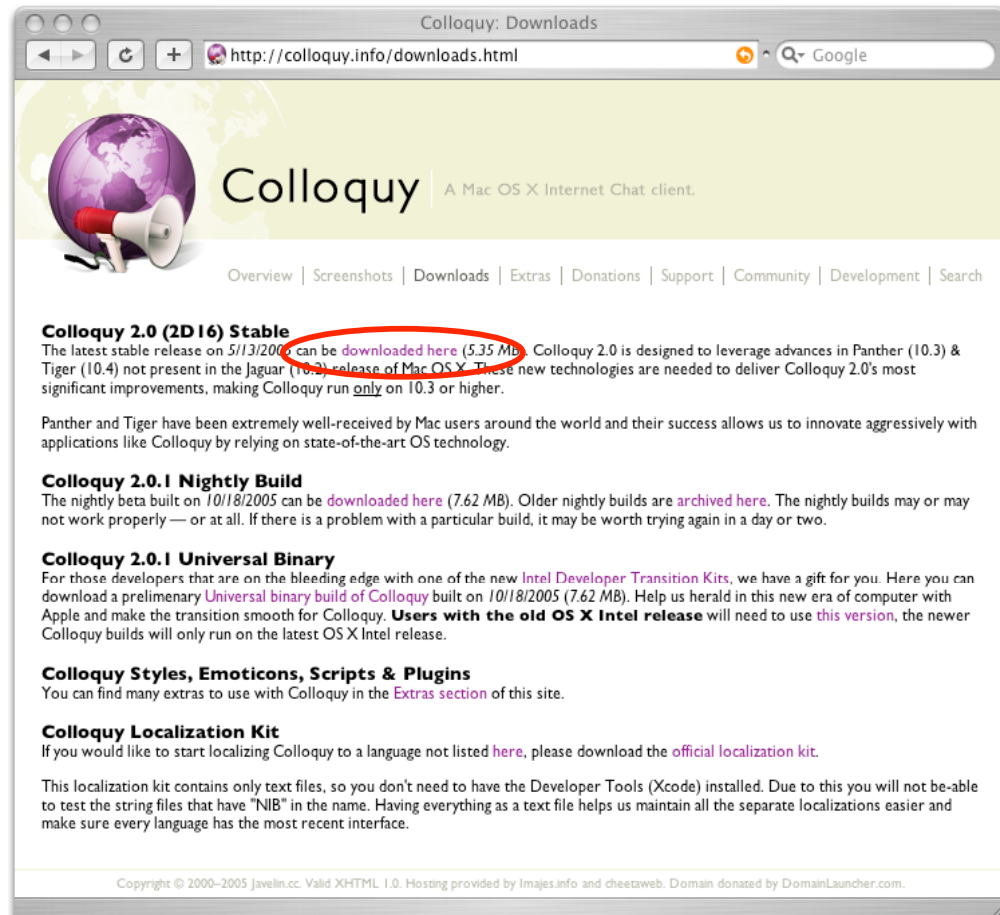 Colloquy: Downloads
http://colloquy.info/downloads.html
Google
Colloquy
A Mac OS X Internet Chat client.
Overview | Screenshots | Downloads | Extras | Donations | Support | Community | Development | Search
Colloquy 2.0 (2D16) Stable
The latest stable release on 5/13/2005 can be downloaded here (5.35 MB). Colloquy 2.0 is designed to leverage advances in Panther (10.3) &
Tiger (10.4) not present in the Jaguar (10.2) release of Mac OS X. These new technologies are needed to deliver Colloquy 2.0's most
significant improvements, making Colloquy run only on 10.3 or higher.
Panther and Tiger have been extremely well-received by Mac users around the world and their success allows us to innovate aggressively with
applications like Colloquy by relying on state-of-the-art OS technology.
Colloquy 2.0.1 Nightly Build
The nightly beta built on 10/18/2005 can be downloaded here (7.62 MB). Older nightly builds are archived here. The nightly builds may or may
not work properly — or at all. If there is a problem with a particular build, it may be worth trying again in a day or two.
Colloquy 2.0.1 Universal Binary
For those developers that are on the bleeding edge with one of the new Intel Developer Transition Kits, we have a gift for you. Here you can
download a prelimenary Universal binary build of Colloquy built on 10/18/2005 (7.62 MB). Help us herald in this new era of computer with
Apple and make the transition smooth for Colloquy. Users with the old OS X Intel release will need to use this version, the newer
Colloquy builds will only run on the latest OS X Intel release.
Colloquy Styles, Emoticons, Scripts & Plugins
You can find many extras to use with Colloquy in the Extras section of this site.
Colloquy Localization Kit
If you would like to start localizing Colloquy to a language not listed here, please download the official localization kit.
This localization kit contains only text files, so you don't need to have the Developer Tools (Xcode) installed. Due to this you will not be-able
to test the string files that have "NIB" in the name. Having everything as a text file helps us maintain all the separate localizations easier and
make sure every language has the most recent interface.
Copyright © 2000–2005 Javelin.cc. Valid XHTML 1.0. Hosting provided by Imajes.info and cheetaweb. Domain donated by DomainLauncher.com.